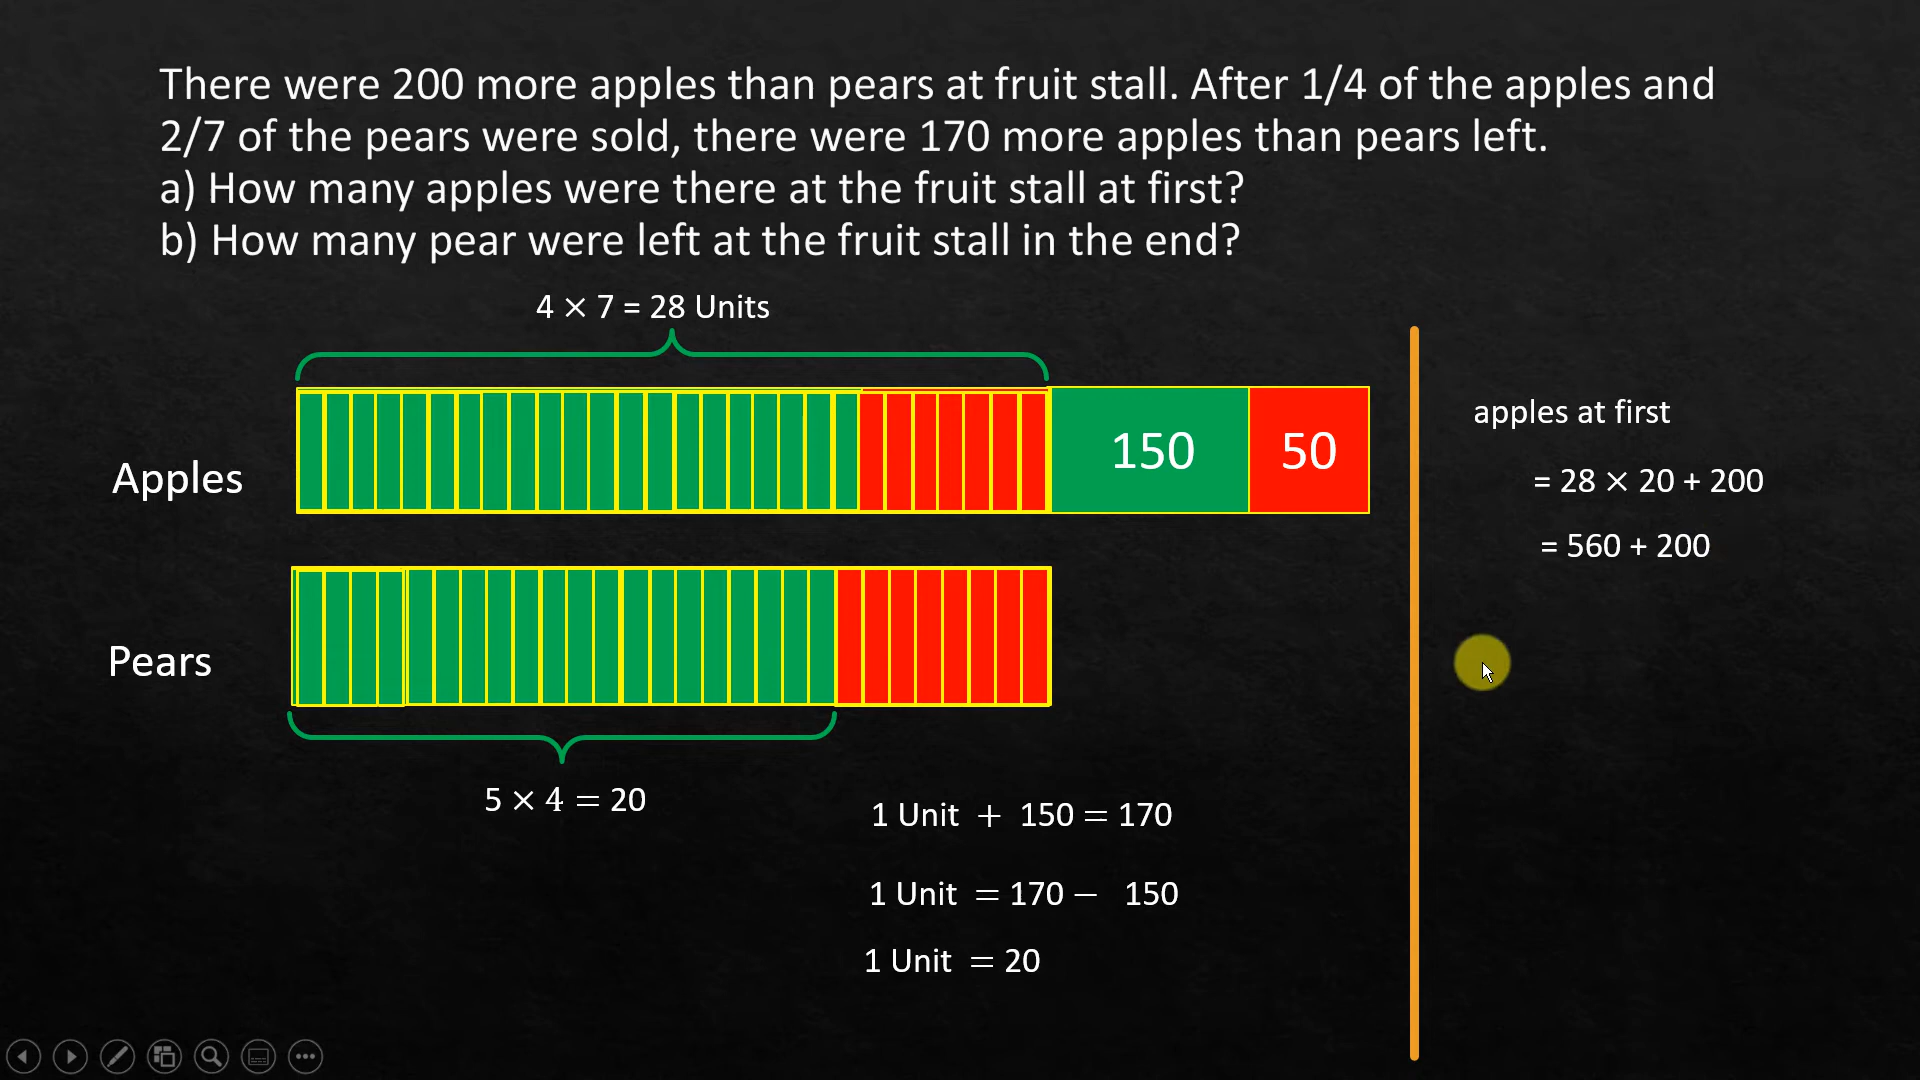 There were 200 more apples than pears at fruit stall. After 1/4 of the apples and
2/7 of the pears were sold, there were 170 more apples than pears left.
a) How many apples were there at the fruit stall at first?
b) How many pear were left at the fruit stall in the end?
4 × 7 = 28 Units
Apples
150
50
apples at first
= 28 × 20 + 200
= 560 + 200
Pears
5 × 4 = 20
1 Unit + 150 = 170
1 Unit = 170 − 150
1 Unit = 20